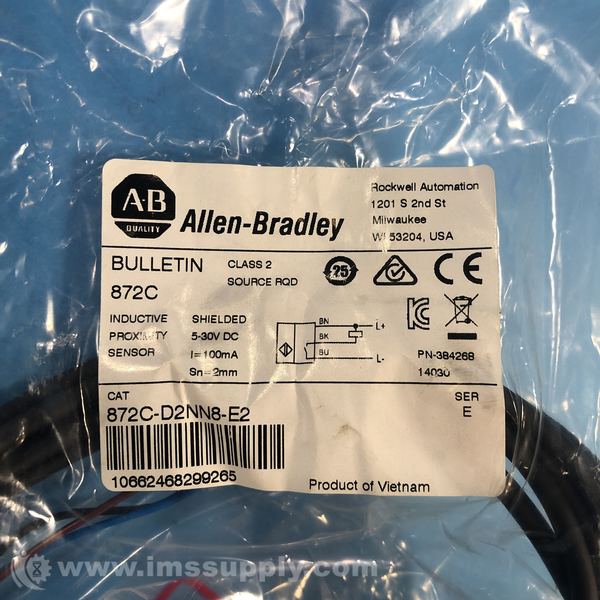 A-B
QUALITY
Allen-Bradley
Rockwell Automation
1201 S 2nd St
Milwaukee
WI 53204, USA
BULLETIN
872C
CLASS 2
SOURCE RQD
25
CE
INDUCTIVE
PROXIMITY
SENSOR
SHIELDED
5-30V DC
I=100mA
Sn=2mm
BN
BK
BU
L+
L-
PN-384268
14030
CAT
872C-D2NN8-E2
SER
E
10662468299265
Product of Vietnam
www.imssupply.com